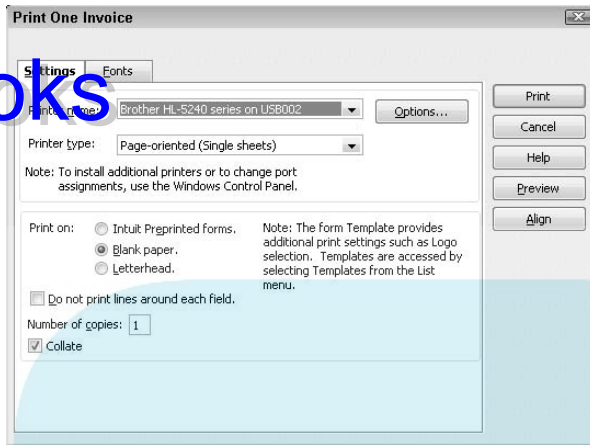 Print One Invoice
Settings Fonts
oks
Printer name: Brother HL-5240 series on USB002 Options...
Printer type: Page-oriented (Single sheets)
Note: To install additional printers or to change port
assignments, use the Windows Control Panel.
Print on: Intuit Preprinted forms.
Blank paper.
Letterhead.
Note: The form Template provides
additional print settings such as Logo
selection. Templates are accessed by
selecting Templates from the List
menu.
Do not print lines around each field.
Number of copies: 1
Collate
Print
Cancel
Help
Preview
Align